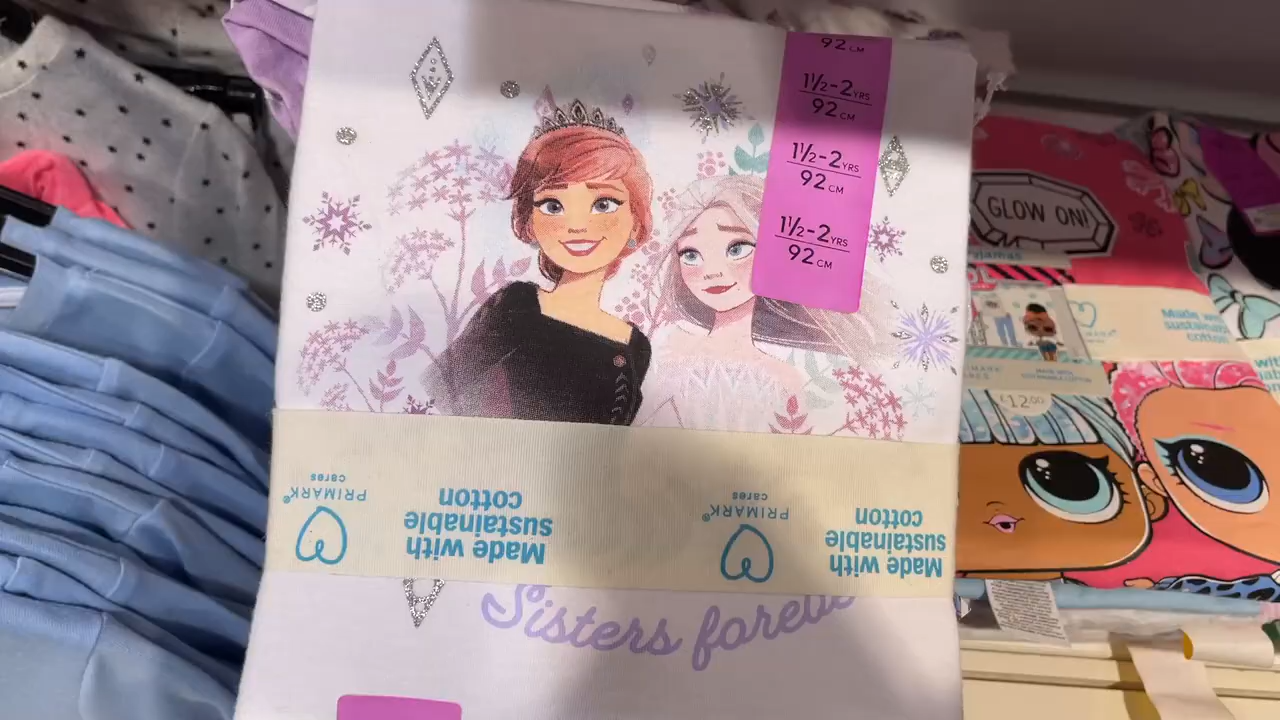 92 CM
1½-2 YRS
92 CM
1½-2 YRS
92 CM
1½-2 YRS
92 CM
Made with
sustainable
cotton
PRIMARK®
cares
Made with
sustainable
cotton
PRIMARK®
cares
Sisters forever
GLOW ON!
Made with
sustainable
cotton
£12.00